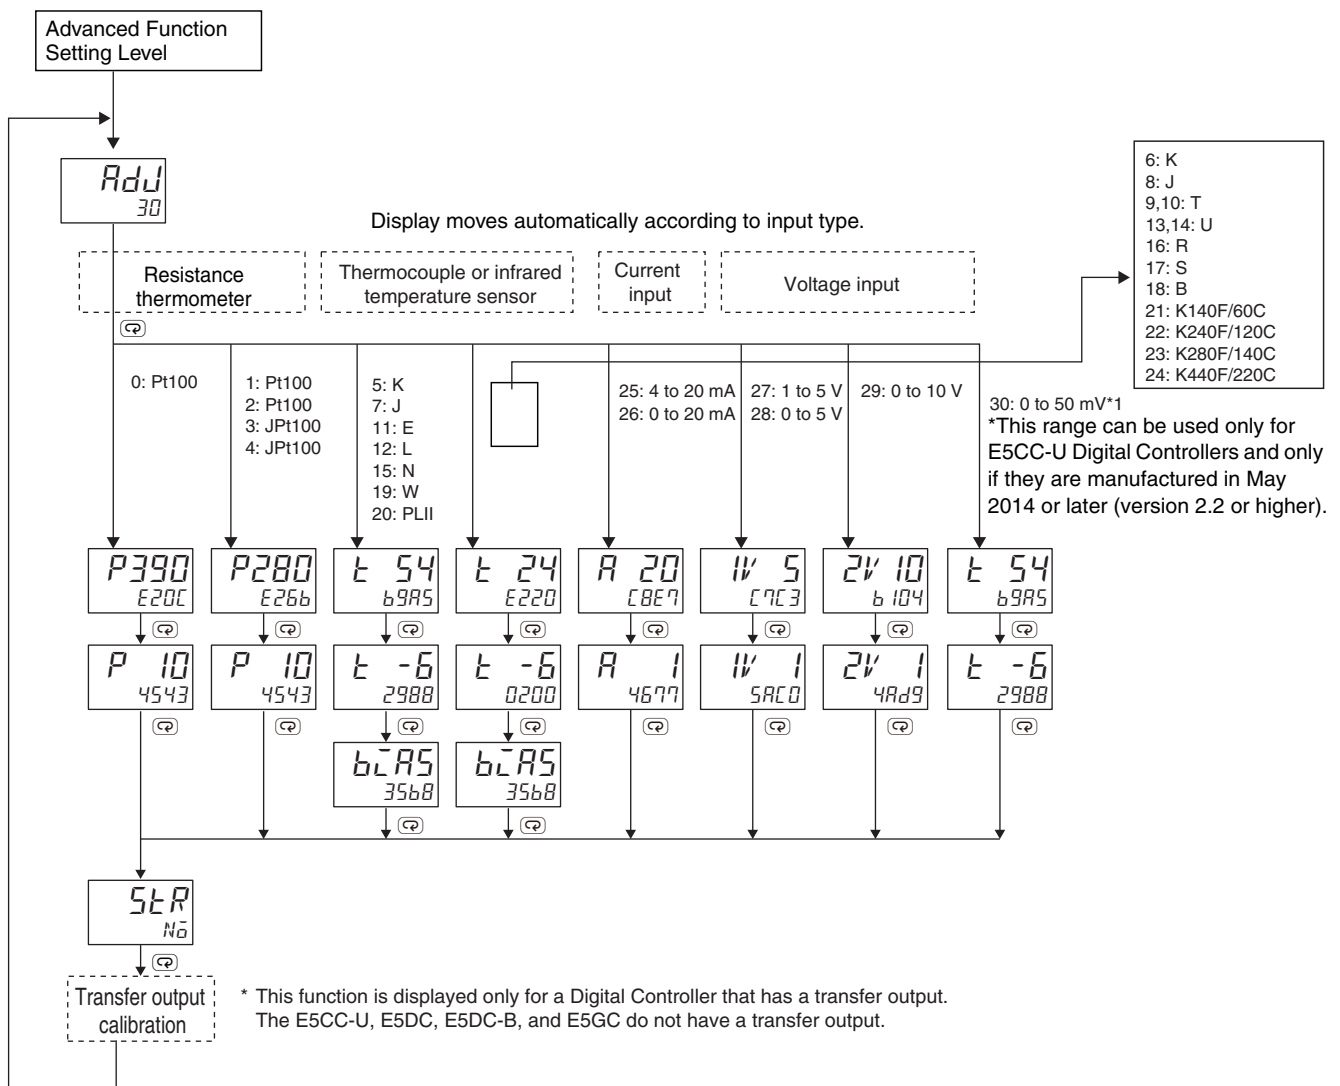 Advanced Function
Setting Level
AdJ
30
Display moves automatically according to input type.
Resistance
thermometer
Thermocouple or infrared
temperature sensor
Current
input
Voltage input
6: K
8: J
9,10: T
13,14: U
16: R
17: S
18: B
21: K140F/60C
22: K240F/120C
23: K280F/140C
24: K440F/220C
0: Pt100
1: Pt100
2: Pt100
3: JPt100
4: JPt100
5: K
7: J
11: E
12: L
15: N
19: W
20: PLII
25: 4 to 20 mA
26: 0 to 20 mA
27: 1 to 5 V
28: 0 to 5 V
29: 0 to 10 V
30: 0 to 50 mV*1
*This range can be used only for
E5CC-U Digital Controllers and only
if they are manufactured in May
2014 or later (version 2.2 or higher).
P390
E20C
P280
E26b
t 54
b9A5
t 24
E220
A 20
C8E7
1V 5
C7C3
2V 10
b104
t 54
b9A5
P 10
4543
P 10
4543
t -6
2988
t -6
0200
A 1
4677
1V 1
5AC0
2V 1
4Ad9
t -6
2988
biAS
35b8
biAS
35b8
StR
No
Transfer output
calibration
* This function is displayed only for a Digital Controller that has a transfer output.
The E5CC-U, E5DC, E5DC-B, and E5GC do not have a transfer output.